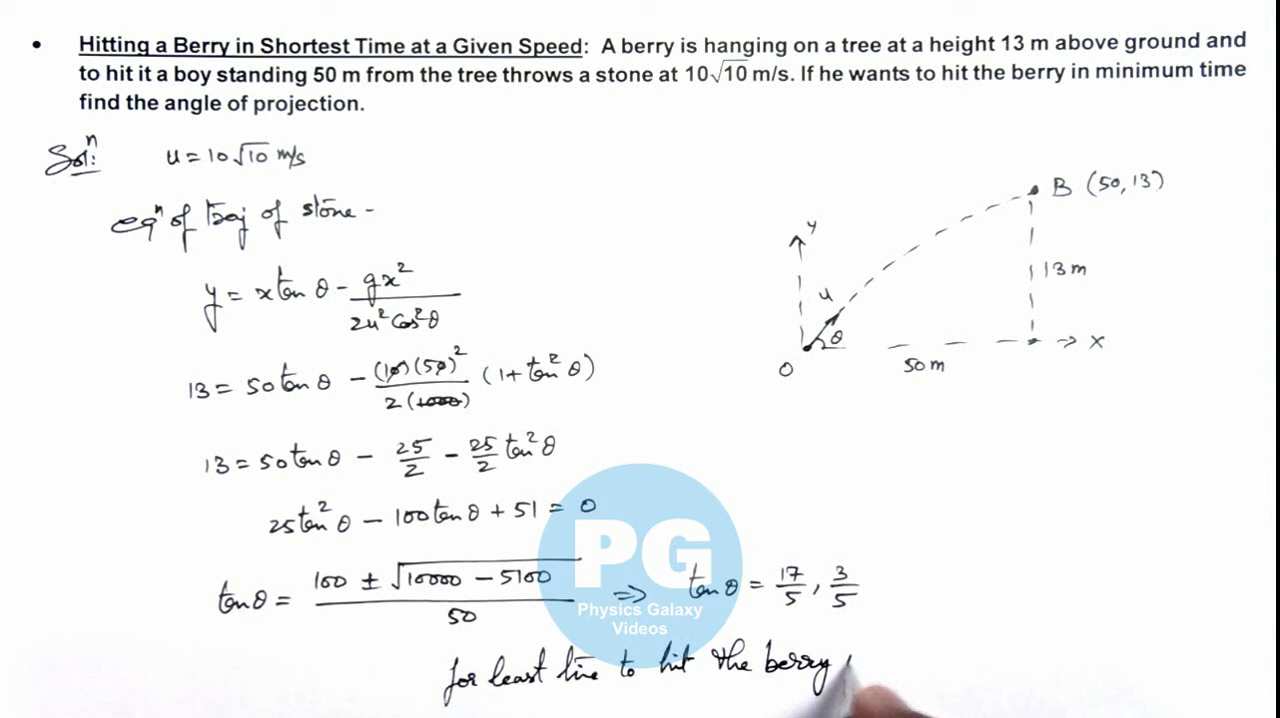 • Hitting a Berry in Shortest Time at a Given Speed: A berry is hanging on a tree at a height 13 m above ground and
to hit it a boy standing 50 m from the tree throws a stone at 10√10 m/s. If he wants to hit the berry in minimum time
find the angle of projection.
Solⁿ: u = 10√10 m/s
eqⁿ of traj of stone -
y = x tan θ - gx² / 2u² cos² θ
13 = 50 tan θ - (10)(50)² / 2(1000) (1 + tan² θ)
13 = 50 tan θ - 25/2 - 25/2 tan² θ
25 tan² θ - 100 tan θ + 51 = 0
tan θ = 100 ± √10000 - 5100 / 50 ⇒ tan θ = 17/5, 3/5
for least time to hit the berry
y
B (50, 13)
13 m
u
θ
O
50 m
x
PG
Physics Galaxy
Videos